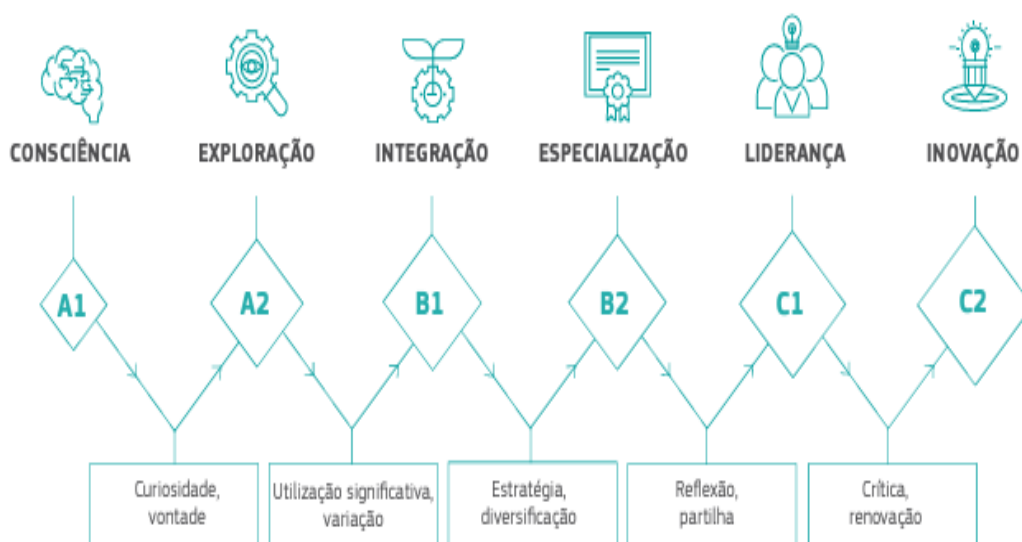 CONSCIÊNCIA
EXPLORAÇÃO
INTEGRAÇÃO
ESPECIALIZAÇÃO
LIDERANÇA
INOVAÇÃO
A1
A2
B1
B2
C1
C2
Curiosidade,
vontade
Utilização significativa,
variação
Estratégia,
diversificação
Reflexão,
partilha
Crítica,
renovação